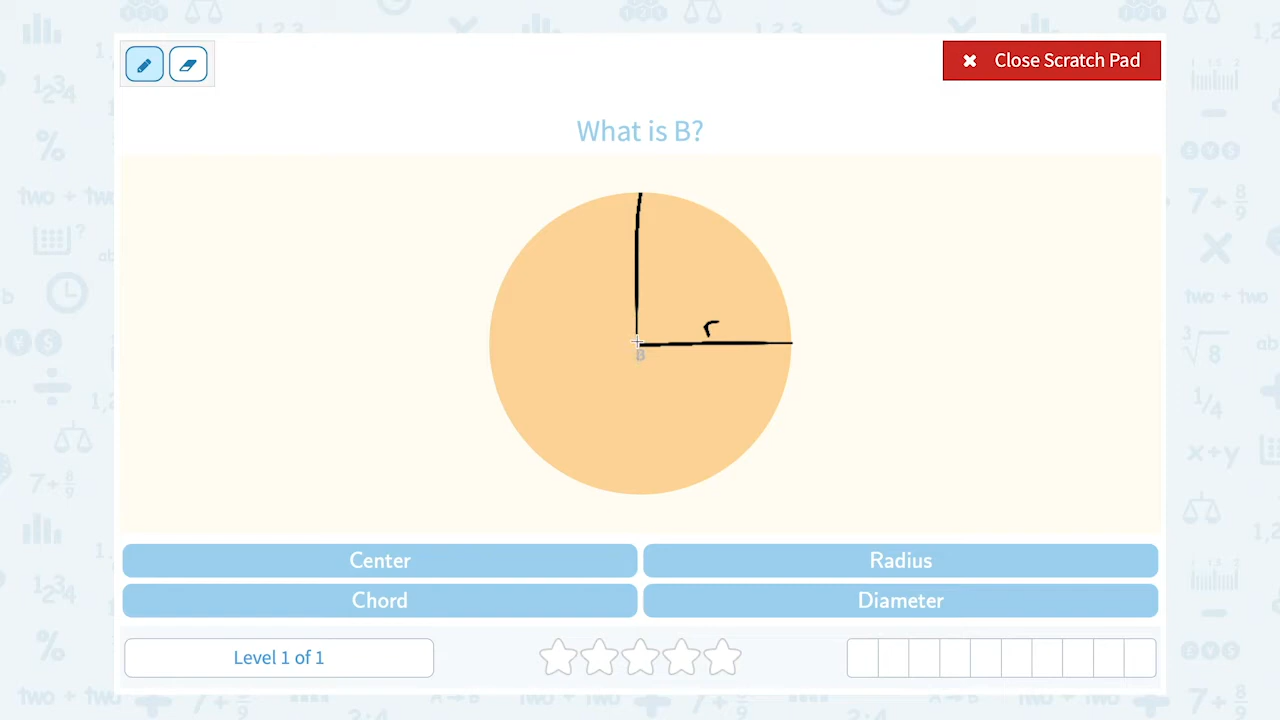 Close Scratch Pad
What is B?
r
B
Center
Radius
Chord
Diameter
Level 1 of 1